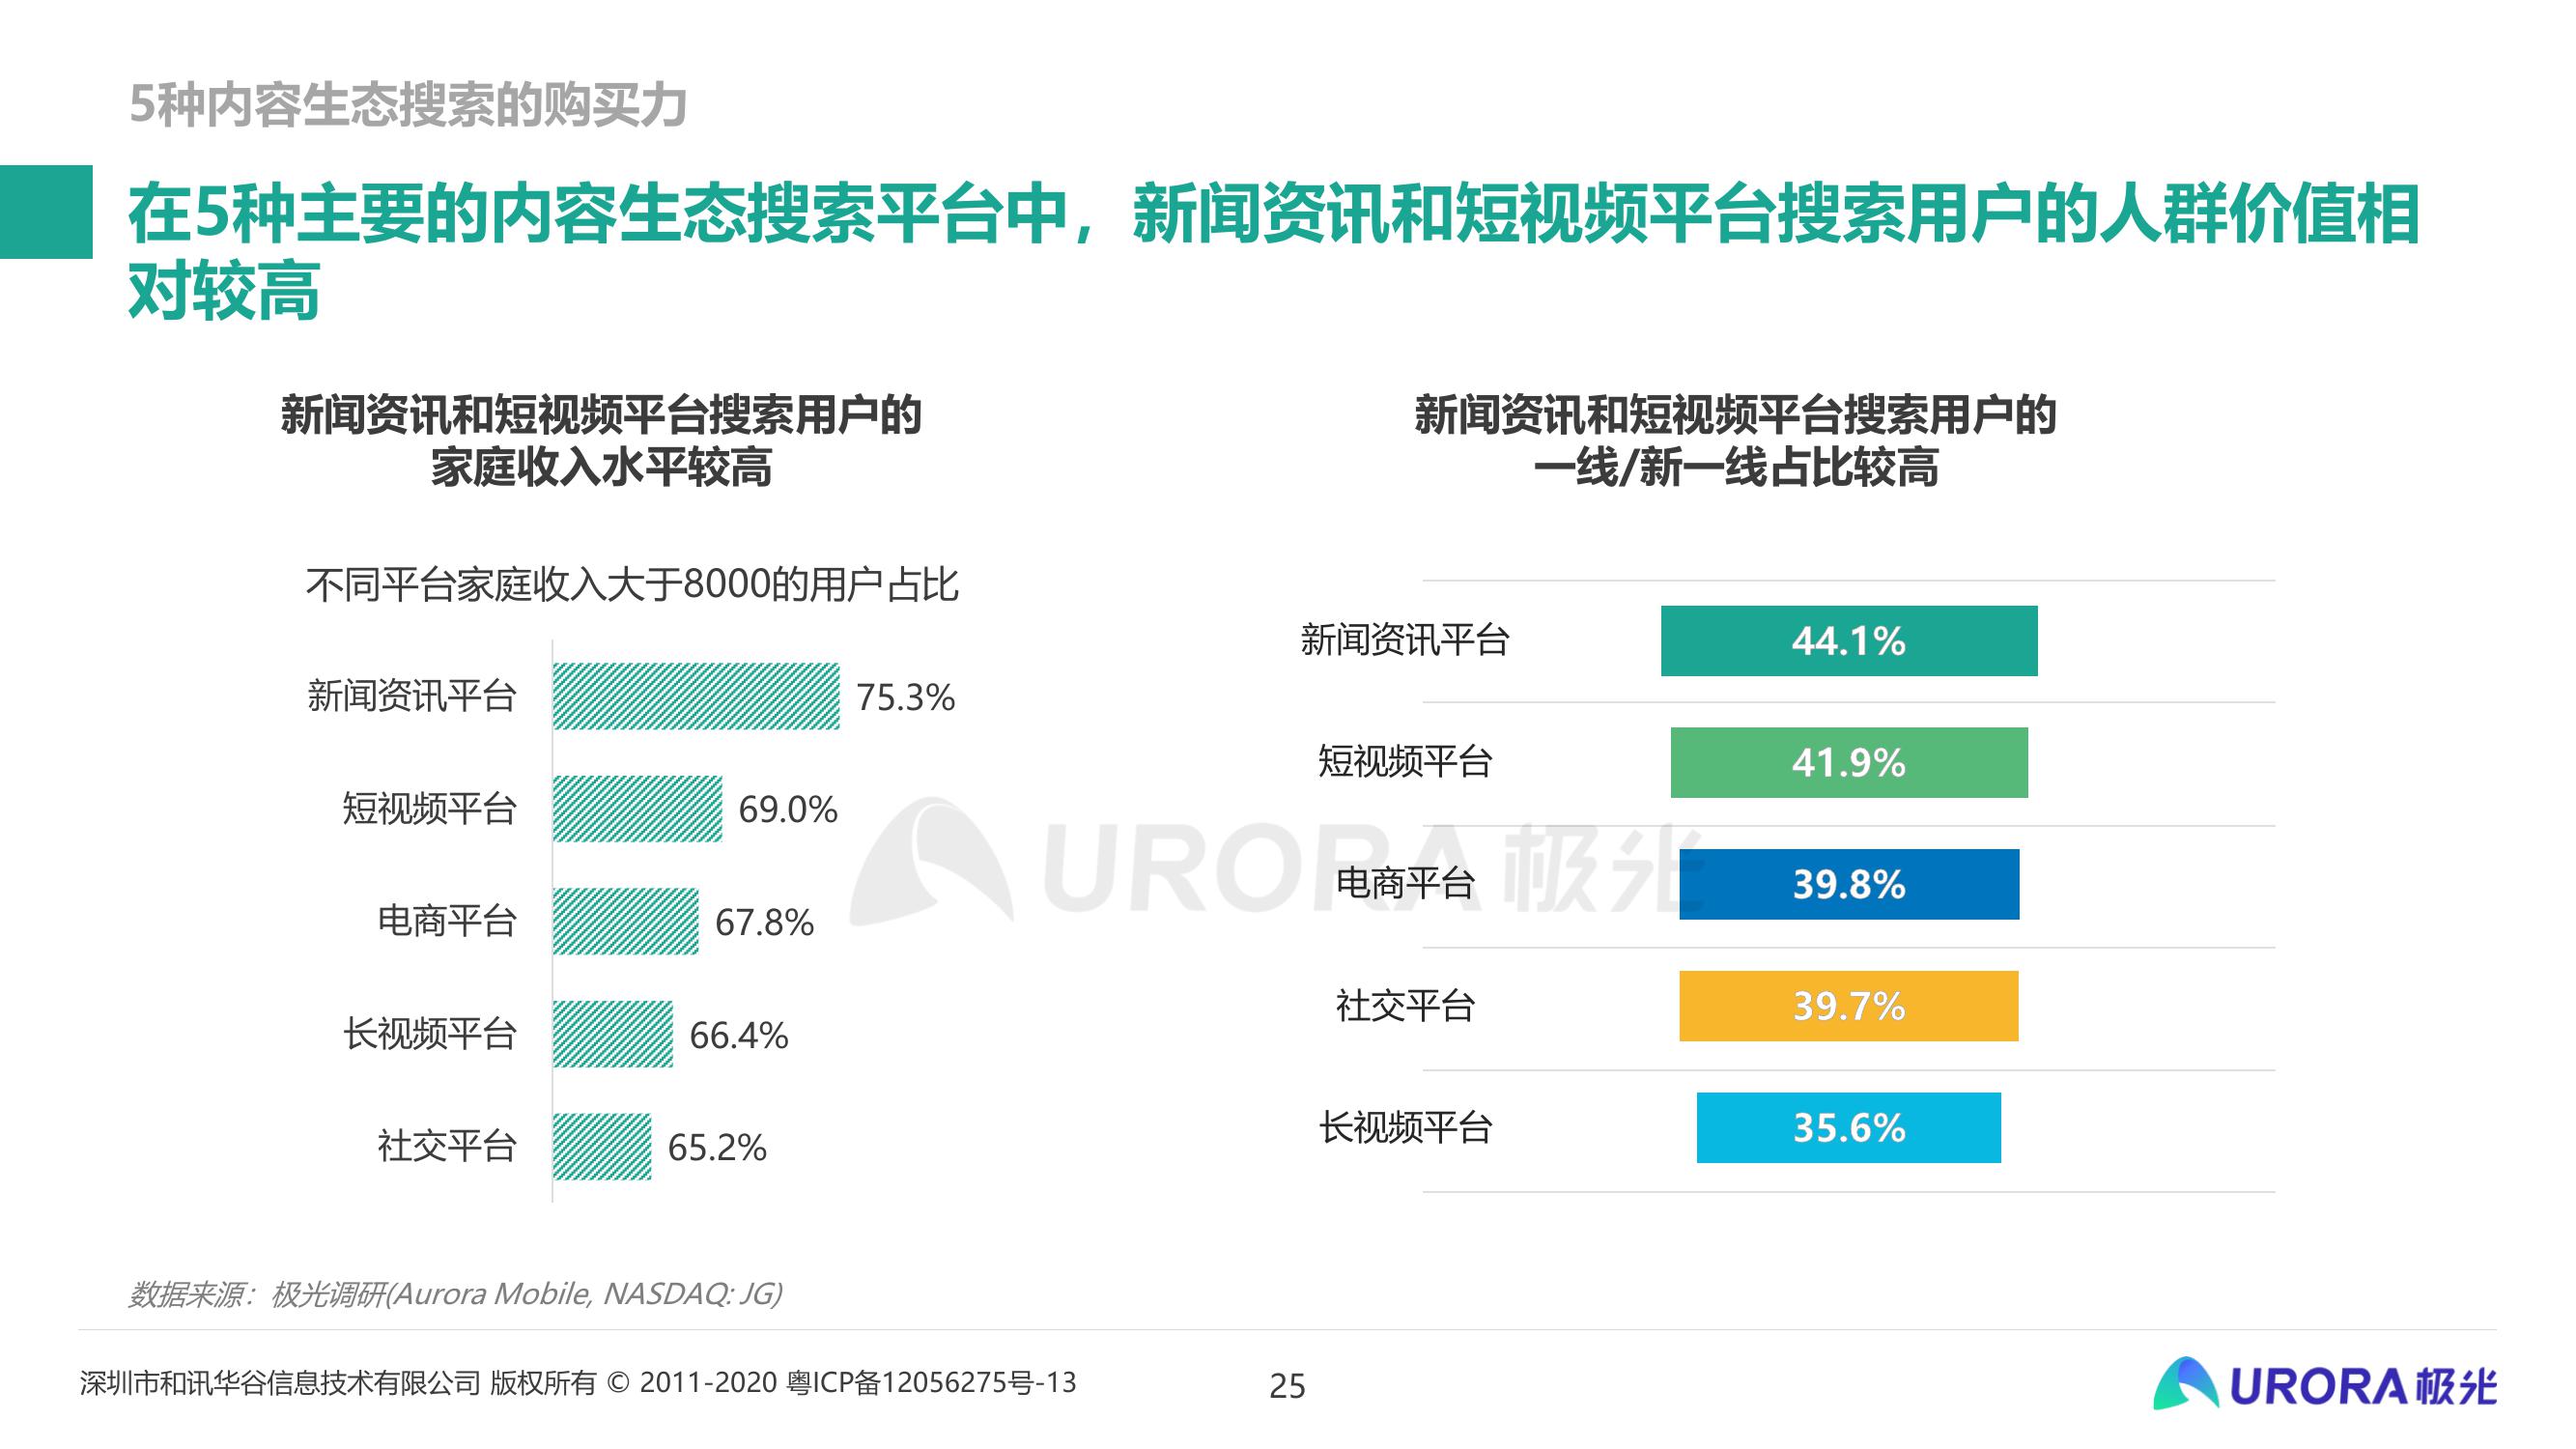 5种内容生态搜索的购买力
在5种主要的内容生态搜索平台中，新闻资讯和短视频平台搜索用户的人群价值相
对较高
新闻资讯和短视频平台搜索用户的
家庭收入水平较高
不同平台家庭收入大于8000的用户占比
新闻资讯平台 75.3%
短视频平台 69.0%
电商平台 67.8%
长视频平台 66.4%
社交平台 65.2%
新闻资讯和短视频平台搜索用户的
一线/新一线占比较高
新闻资讯平台 44.1%
短视频平台 41.9%
电商平台 39.8%
社交平台 39.7%
长视频平台 35.6%
URORA 极光
数据来源：极光调研(Aurora Mobile, NASDAQ: JG)
深圳市和讯华谷信息技术有限公司 版权所有 © 2011-2020 粤ICP备12056275号-13
25
URORA 极光